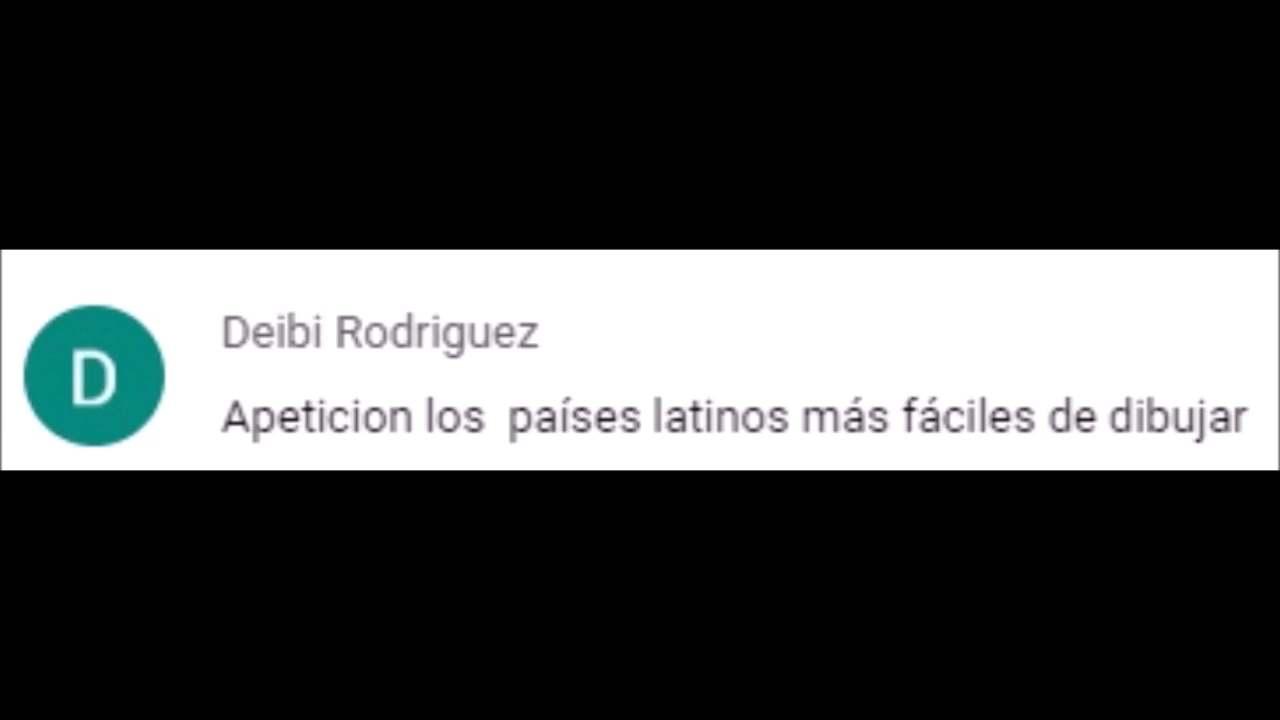 D
Deibi Rodriguez
Apeticion los  países latinos más fáciles de dibujar